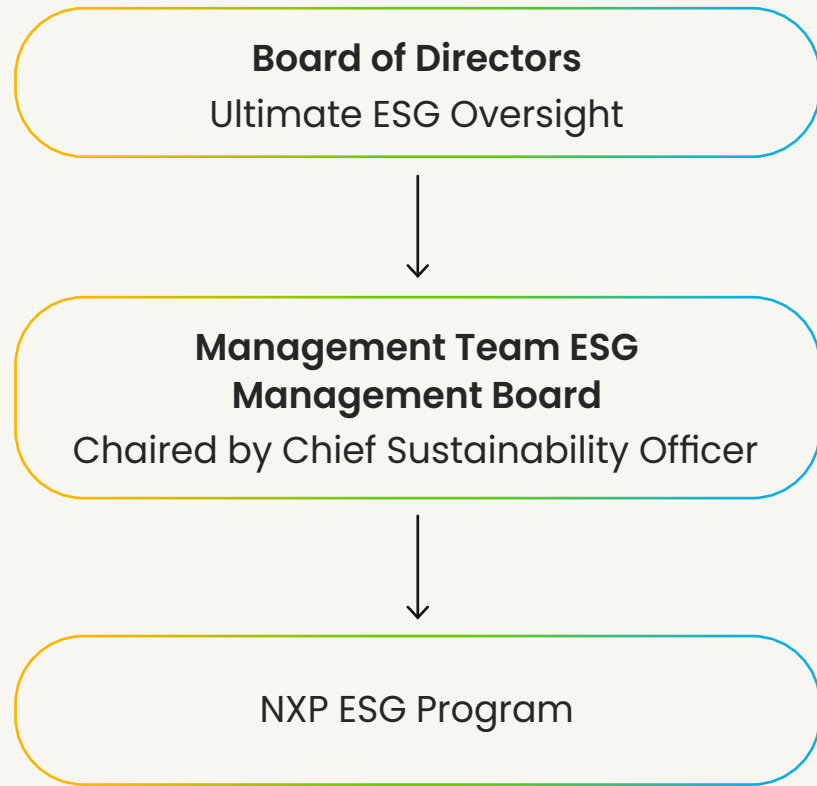 Board of Directors
Ultimate ESG Oversight
Management Team ESG
Management Board
Chaired by Chief Sustainability Officer
NXP ESG Program